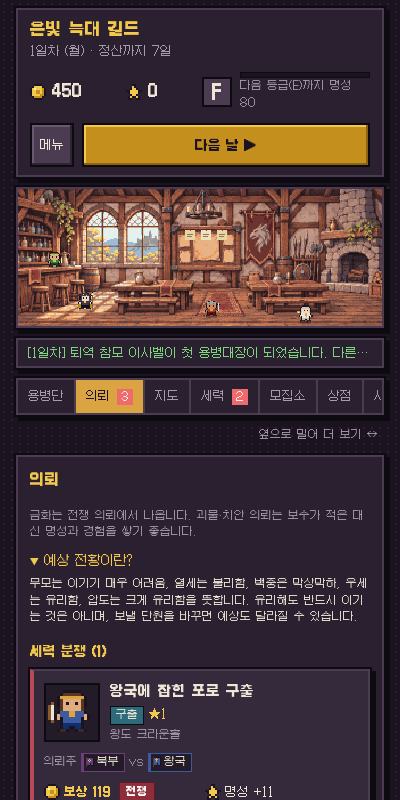 은빛 늑대 길드
1일차 (월) · 정산까지 7일
450
0
F
다음 등급(E)까지 명성
80
메뉴
다음 날 ▶
[1일차] 퇴역 참모 이사벨이 첫 용병대장이 되었습니다. 다른…
용병단
의뢰 3
지도
세력 2
모집소
상점
옆으로 밀어 더 보기 ↔
의뢰
금화는 전쟁 의뢰에서 나옵니다. 괴물·치안 의뢰는 보수가 적은 대
신 명성과 경험을 쌓기 좋습니다.
▼ 예상 전황이란?
무모는 이기기 매우 어려움, 열세는 불리함, 백중은 막상막하, 우세
는 유리함, 압도는 크게 유리함을 뜻합니다. 유리해도 반드시 이기
는 것은 아니며, 보낼 단원을 바꾸면 예상도 달라질 수 있습니다.
세력 분쟁 (1)
왕국에 잡힌 포로 구출
구출 ★1
왕도 크라운홀
의뢰주 북부 vs 왕국
보상 119 전쟁
명성 +11